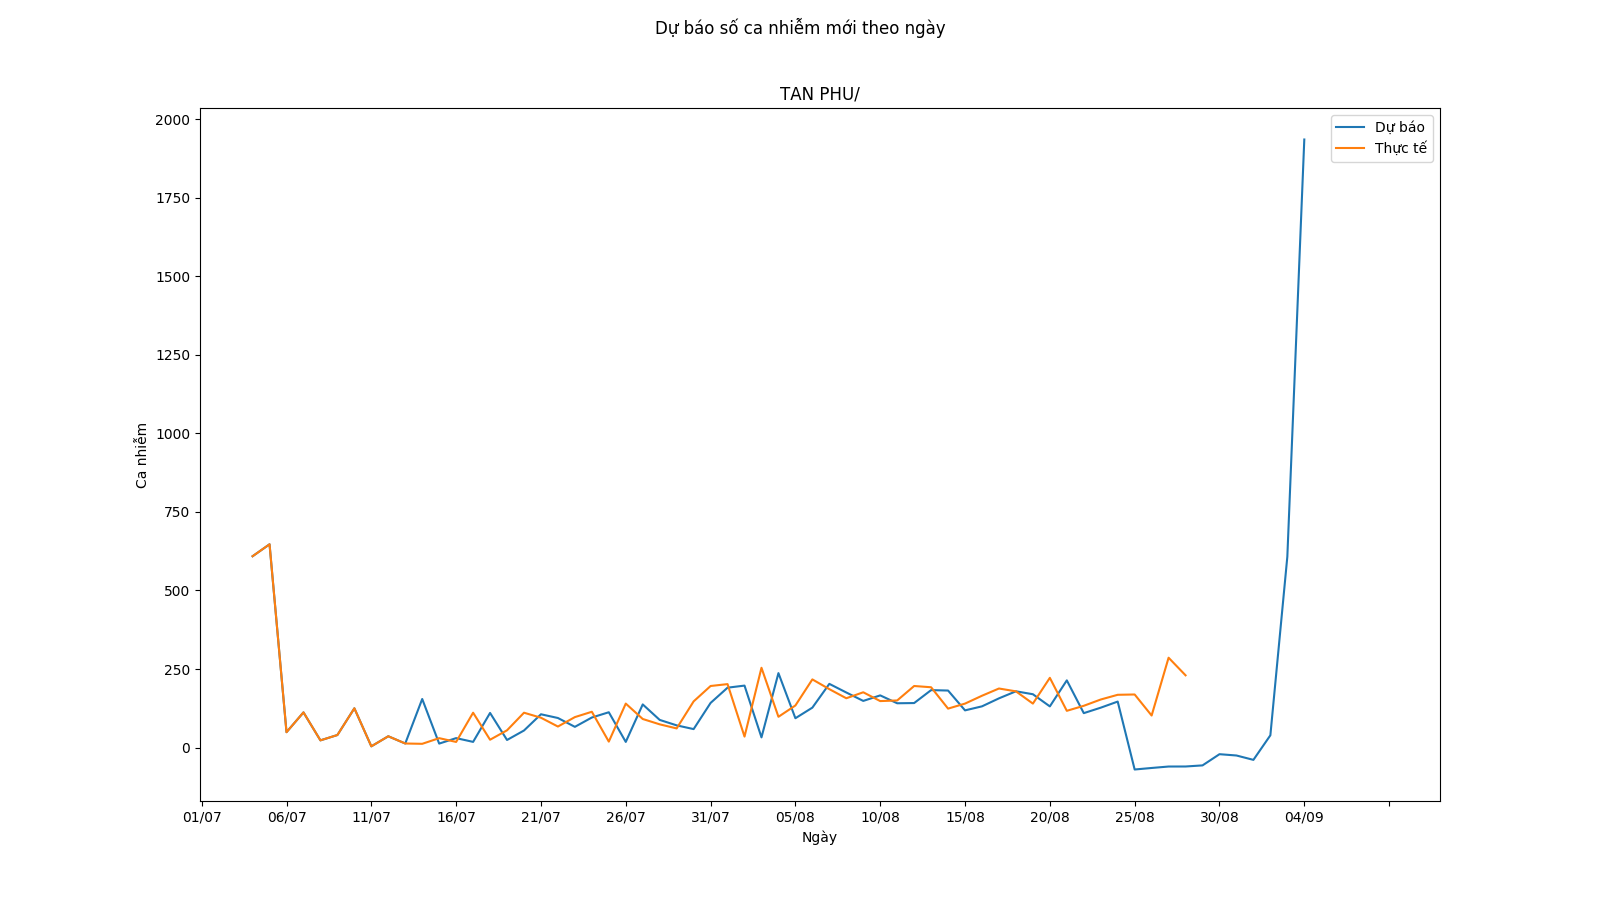 Dự báo số ca nhiễm mới theo ngày
TAN PHU/
Dự báo
Thực tế
Ca nhiễm
2000
1750
1500
1250
1000
750
500
250
0
01/07 06/07 11/07 16/07 21/07 26/07 31/07 05/08 10/08 15/08 20/08 25/08 30/08 04/09
Ngày